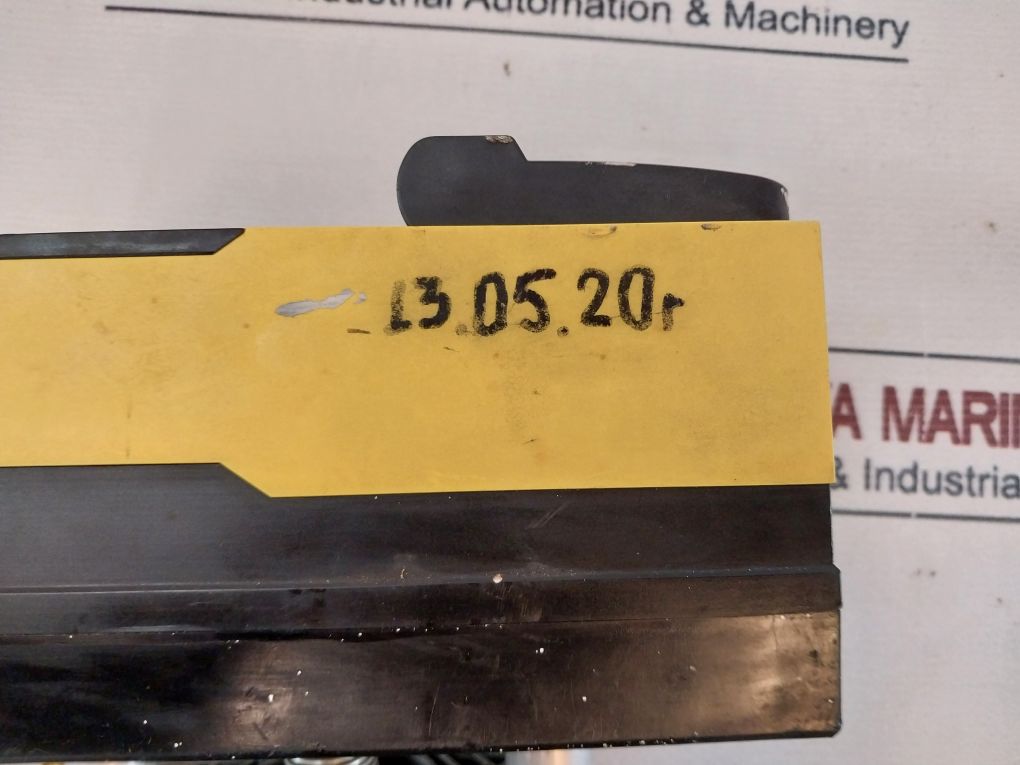 Automation & Machinery
13.05.20г
MARI
& Industria